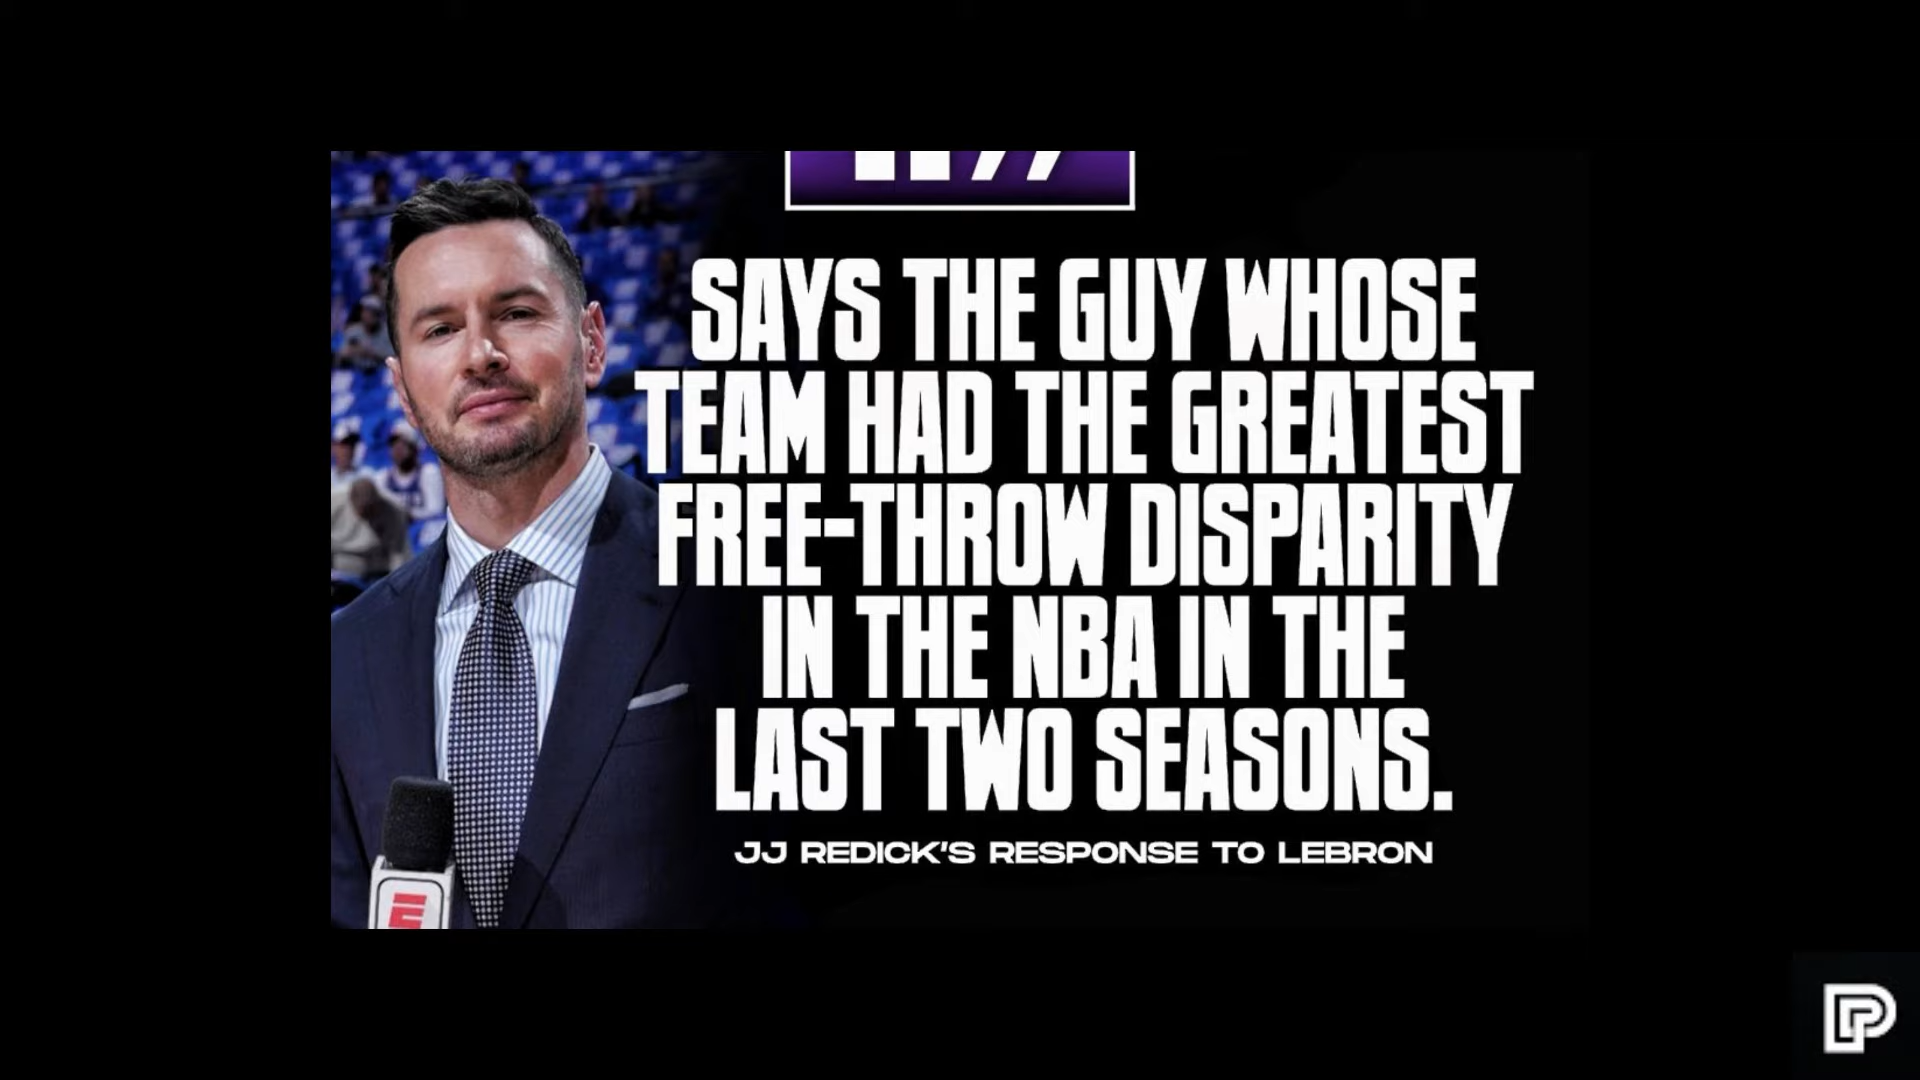 SAYS THE GUY WHOSE
TEAM HAD THE GREATEST
FREE-THROW DISPARITY
IN THE NBA IN THE
LAST TWO SEASONS.
JJ REDICK'S RESPONSE TO LEBRON